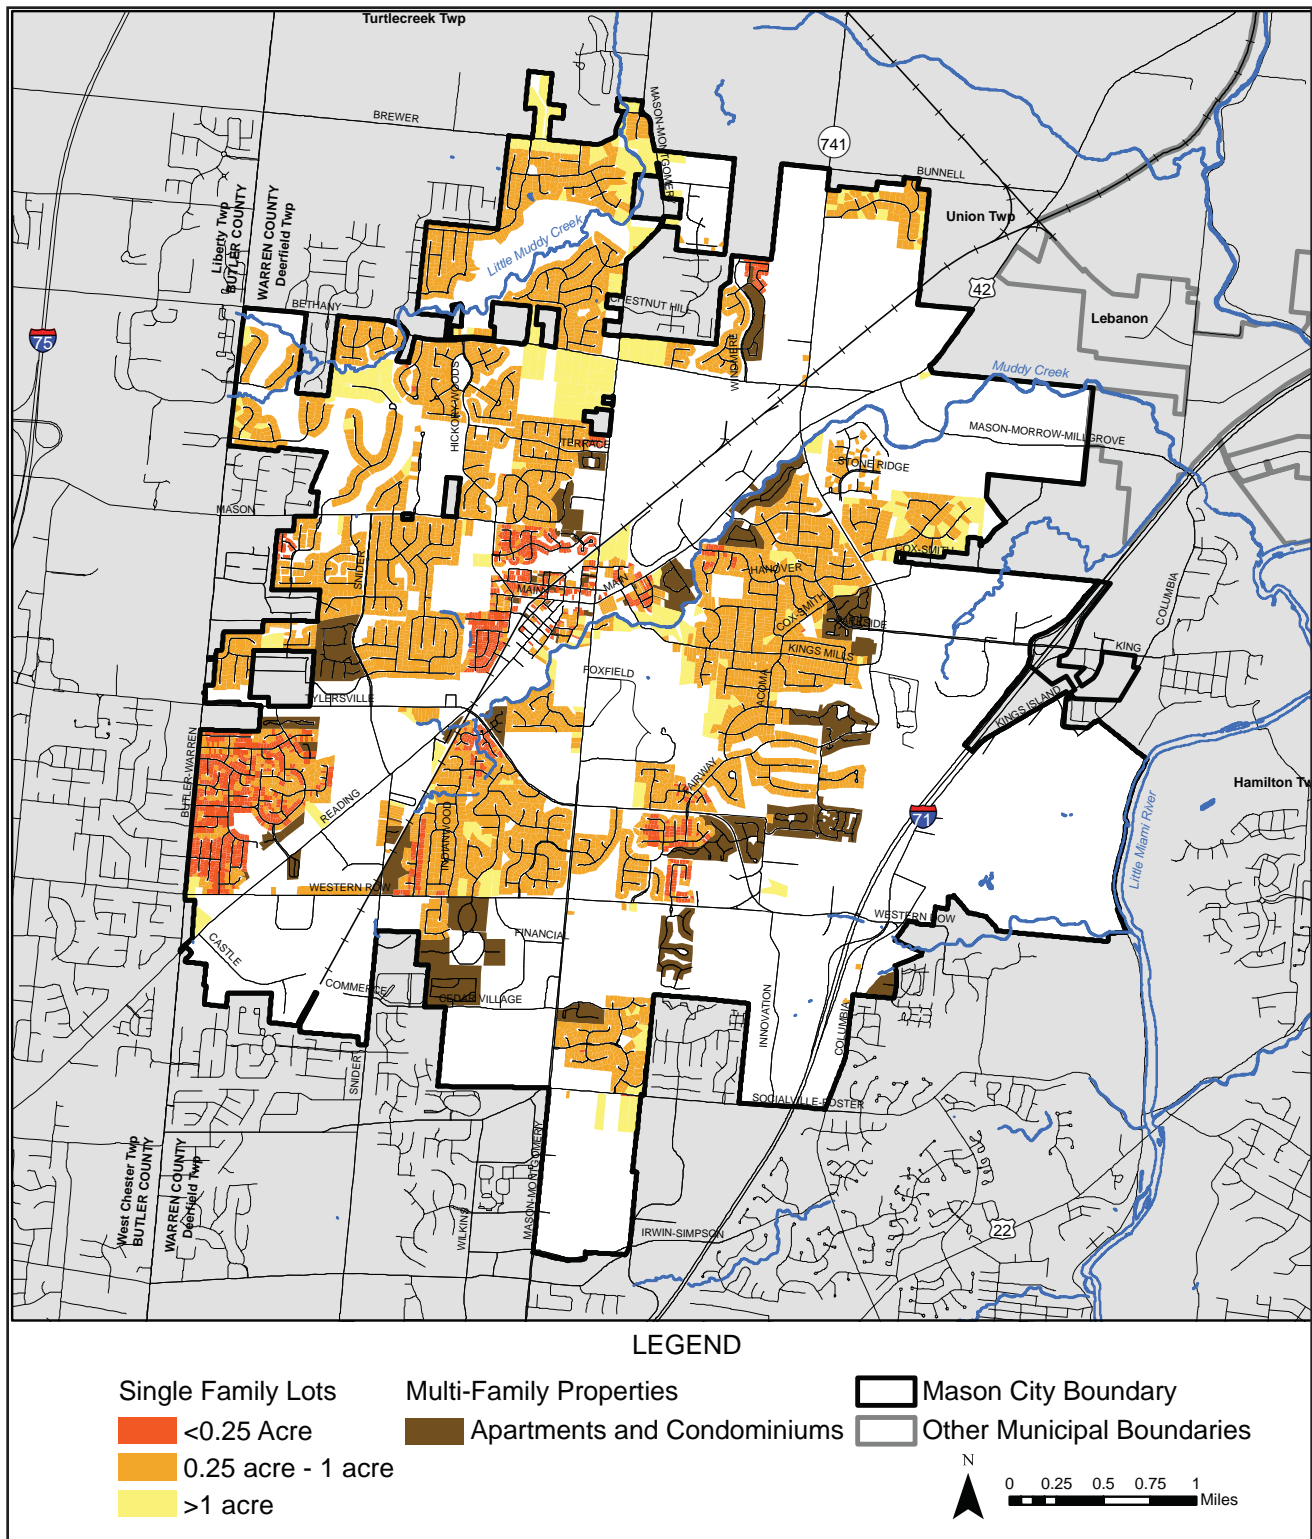 Turtlecreek Twp
BREWER
MASON-MONTGOMERY
741
BUNNELL
Union Twp
Liberty Twp
BUTLER COUNTY
WARREN COUNTY
Deerfield Twp
Little Muddy Creek
BETHANY
CHESTNUT HILL
42
Lebanon
75
WINDMERE
Muddy Creek
HICKORY WOODS
MASON-MORROW-MILLGROVE
TERRACE
STONE RIDGE
MASON
SNIDER
COX-SMITH
HANOVER
MAIN
MAIN
COX-SMITH
COLUMBIA
KINGS MILLS
KING
FOXFIELD
ACOMA
TYLERSVILLE
KINGS ISLAND
BUTLER-WARREN
FAIRWAY
Hamilton Tw
READING
71
Little Miami River
INDIANWOOD
WESTERN ROW
WESTERN ROW
CASTLE
FINANCIAL
COMMERCE
CEDAR VILLAGE
INNOVATION
COLUMBIA
SNIDER
SOCIALVILLE-FOSTER
West Chester Twp
BUTLER COUNTY
WARREN COUNTY
Deerfield Twp
WILKINS
MASON-MONTGOMERY
IRWIN-SIMPSON
22
LEGEND
Single Family Lots
<0.25 Acre
0.25 acre - 1 acre
>1 acre
Multi-Family Properties
Apartments and Condominiums
Mason City Boundary
Other Municipal Boundaries
N
0 0.25 0.5 0.75 1
Miles